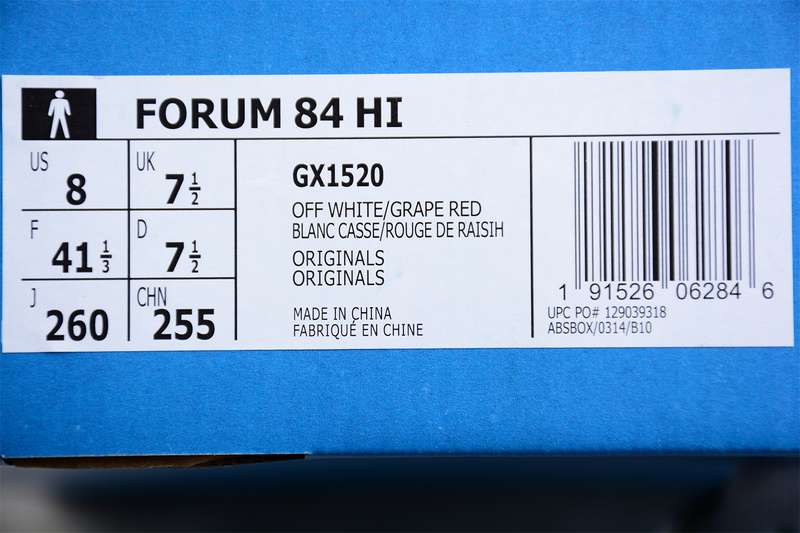 FORUM 84 HI
US 8 UK 7 1/2
F 41 1/3 D 7 1/2
J 260 CHN 255
GX1520
OFF WHITE/GRAPE RED
BLANC CASSE/ROUGE DE RAISIH
ORIGINALS
ORIGINALS
MADE IN CHINA
FABRIQUÉ EN CHINE
1 91526 06284 6
UPC PO# 129039318
ABSBOX/0314/B10